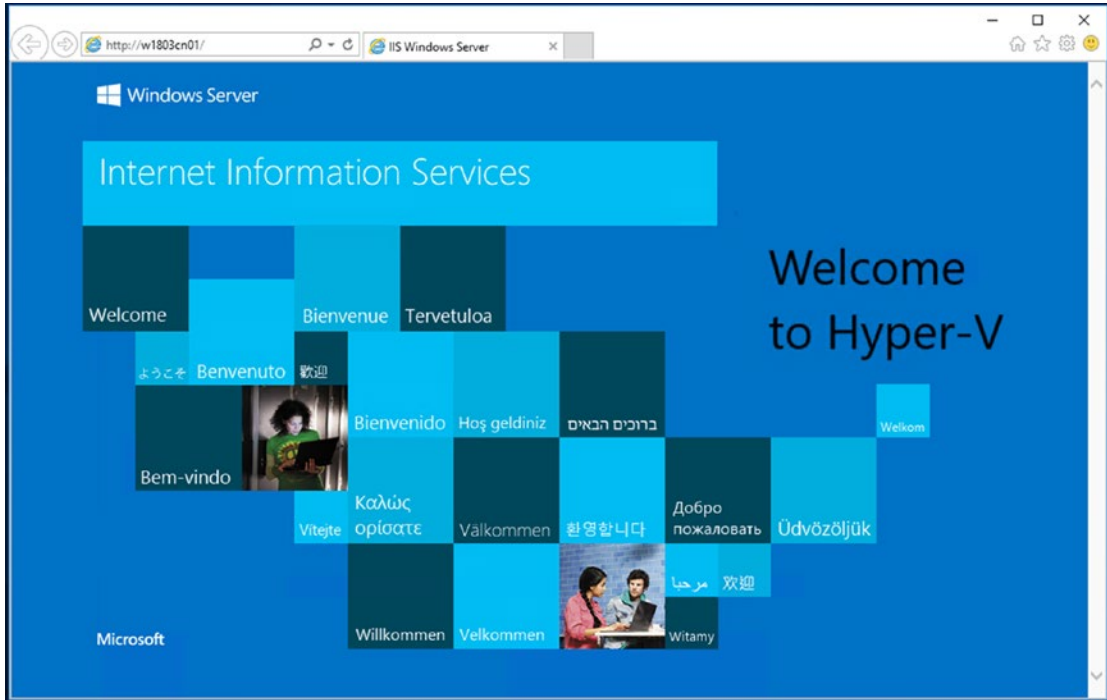 http://w1803cn01/
IIS Windows Server
Windows Server
Internet Information Services
Welcome
to Hyper-V
Welcome
Bienvenue
Tervetuloa
ようこそ
Benvenuto
歡迎
Bienvenido
Hoş geldiniz
ברוכים הבאים
Welkom
Bem-vindo
Vítejte
Καλώς
ορίσατε
Välkommen
환영합니다
Добро
пожаловать
Üdvözöljük
مرحبا
欢迎
Willkommen
Velkommen
Witamy
Microsoft